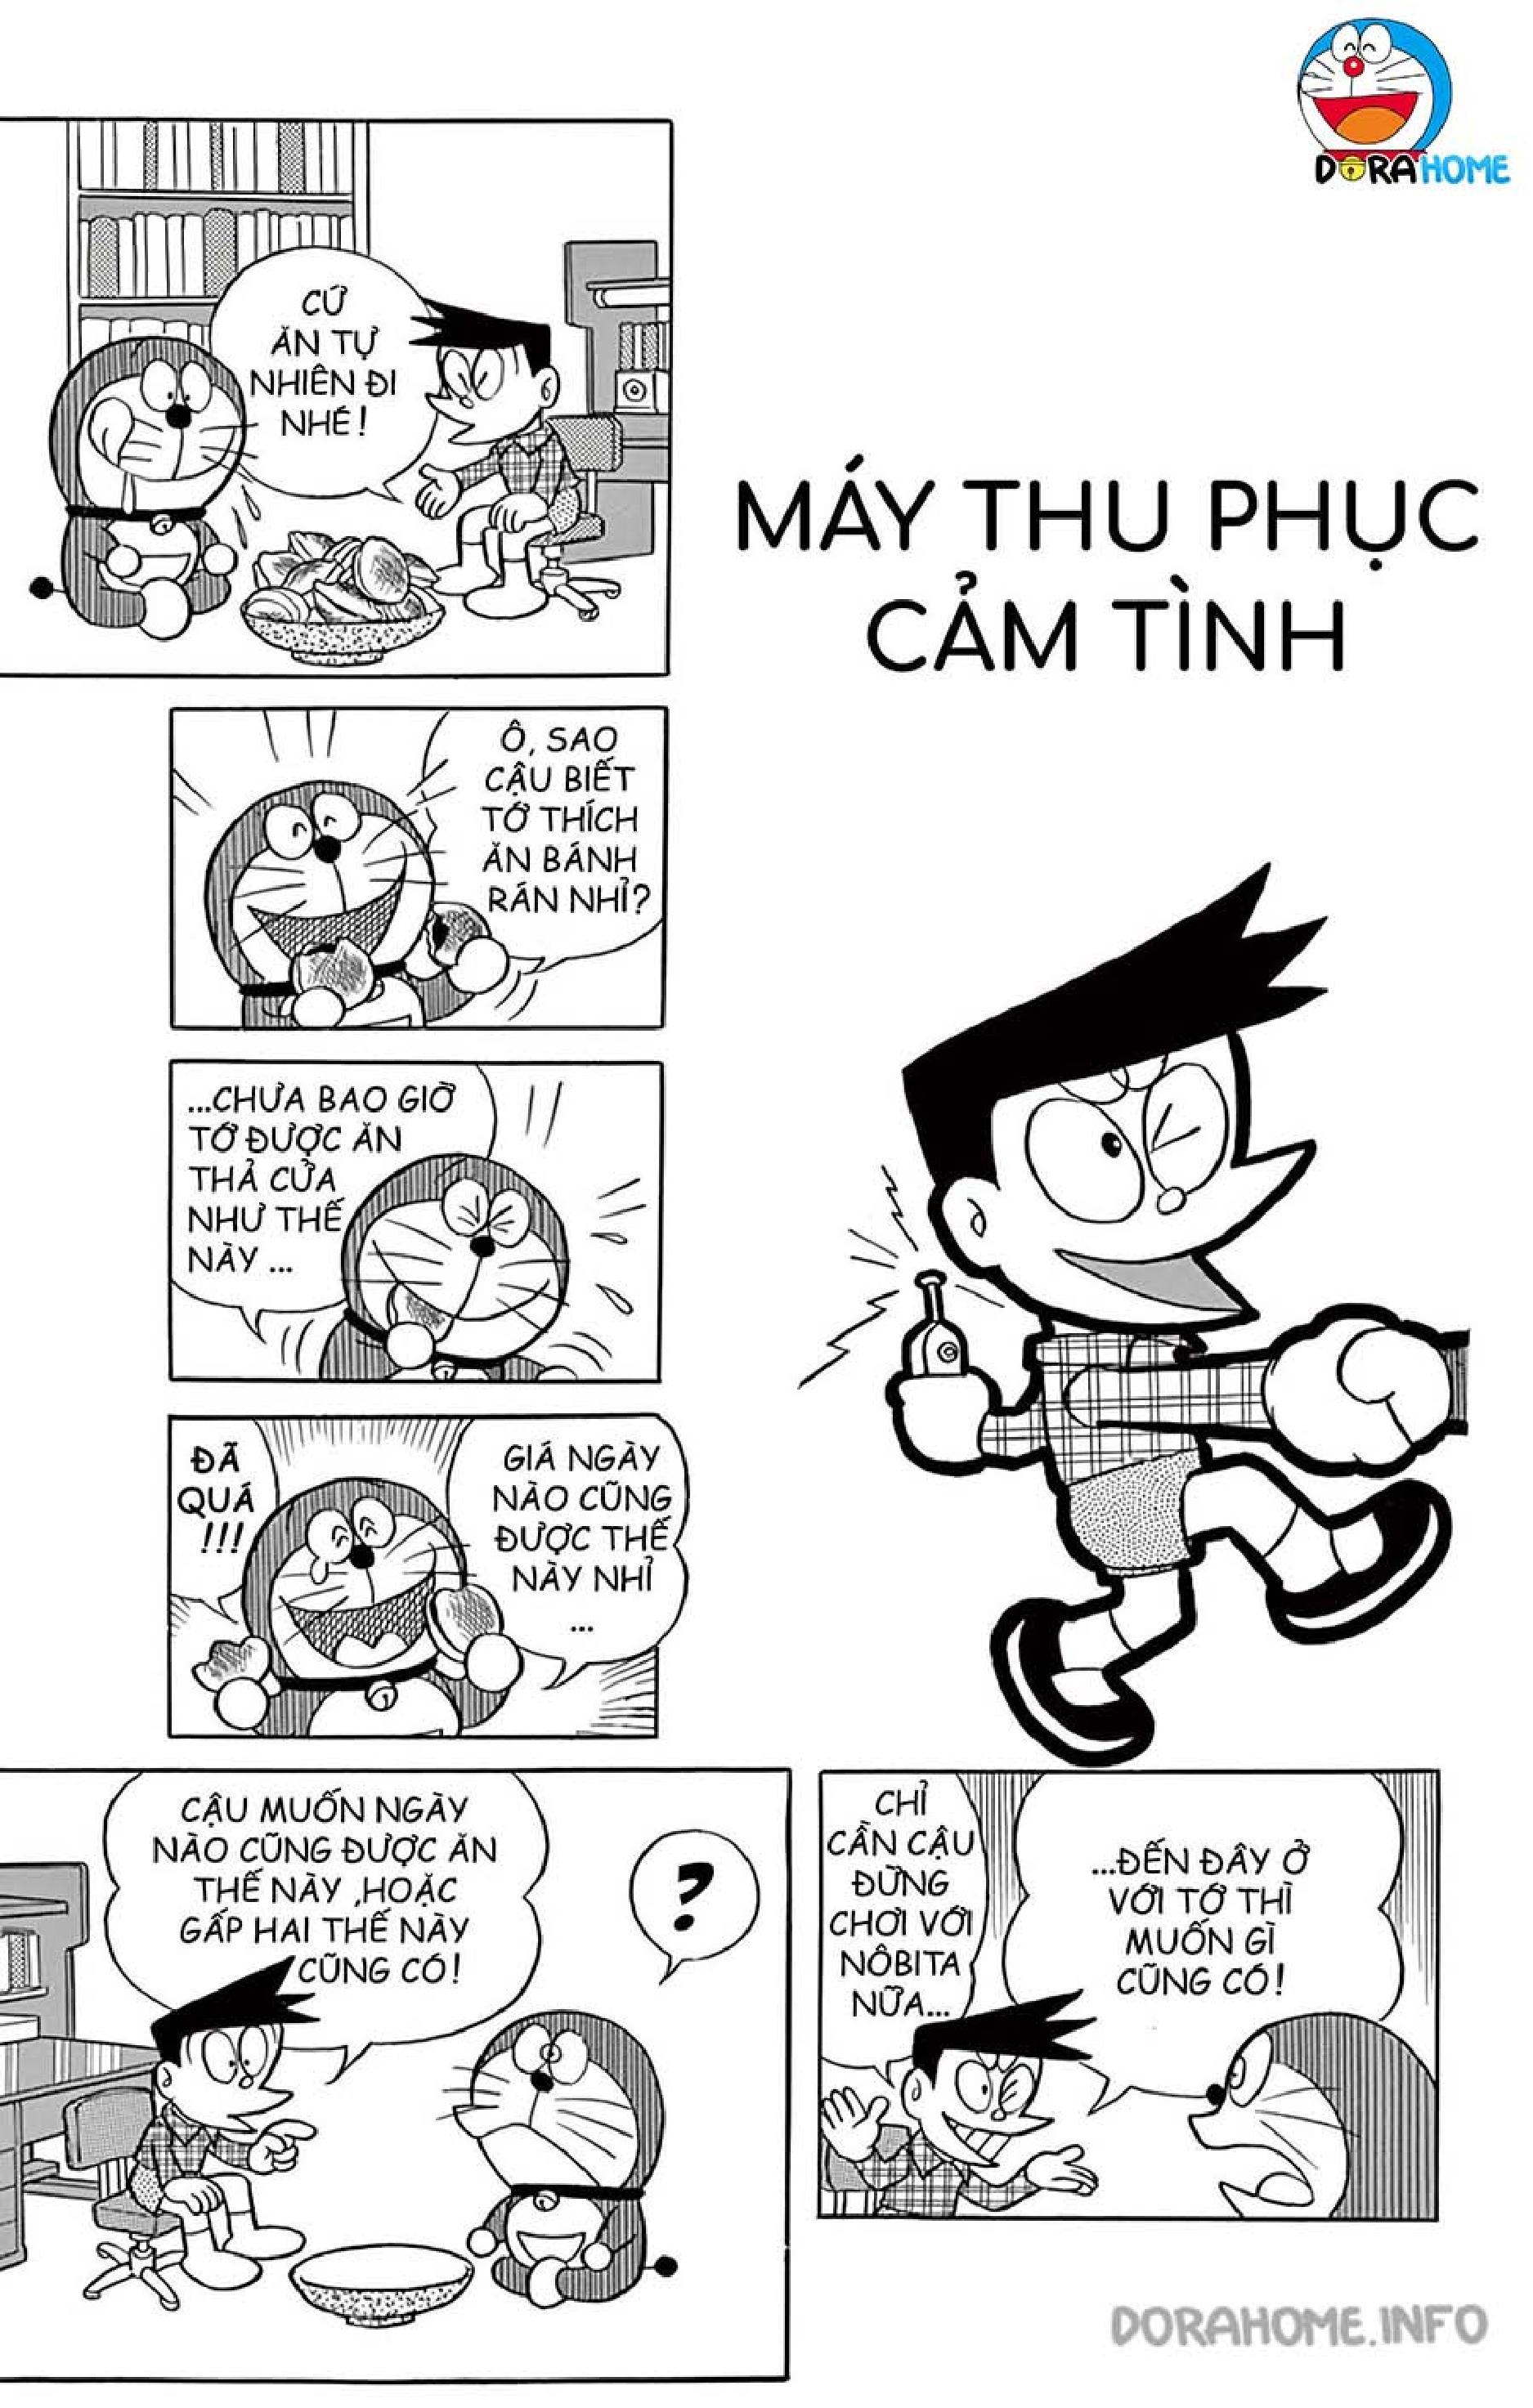 DORAHOME
MÁY THU PHỤC
CẢM TÌNH
CỨ
ĂN TỰ
NHIÊN ĐI
NHÉ!
Ô, SAO
CẬU BIẾT
TỚ THÍCH
ĂN BÁNH
RÁN NHỈ?
...CHƯA BAO GIỜ
TỚ ĐƯỢC ĂN
THẢ CỬA
NHƯ THẾ
NÀY ...
ĐÃ
QUÁ
!!!
GIÁ NGÀY
NÀO CŨNG
ĐƯỢC THẾ
NÀY NHỈ
...
CẬU MUỐN NGÀY
NÀO CŨNG ĐƯỢC ĂN
THẾ NÀY ,HOẶC
GẤP HAI THẾ NÀY
CŨNG CÓ!
?
CHỈ
CẦN CẬU
ĐỪNG
CHƠI VỚI
NÔBITA
NỮA...
...ĐẾN ĐÂY Ở
VỚI TỚ THÌ
MUỐN GÌ
CŨNG CÓ!
DORAHOME.INFO